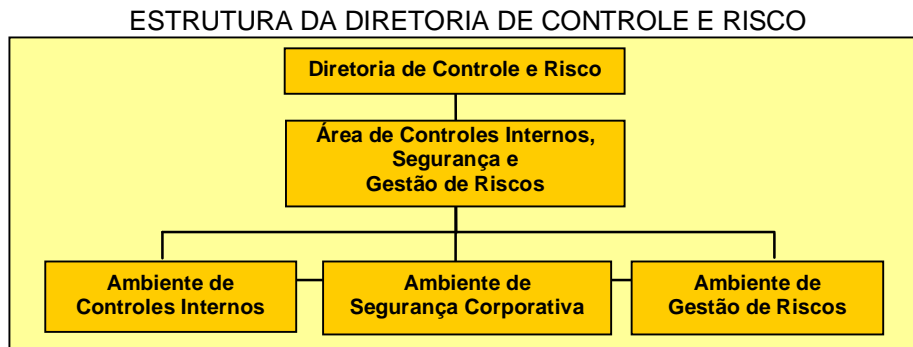 ESTRUTURA DA DIRETORIA DE CONTROLE E RISCO
Diretoria de Controle e Risco
Área de Controles Internos,
Segurança e
Gestão de Riscos
Ambiente de
Controles Internos
Ambiente de
Segurança Corporativa
Ambiente de
Gestão de Riscos